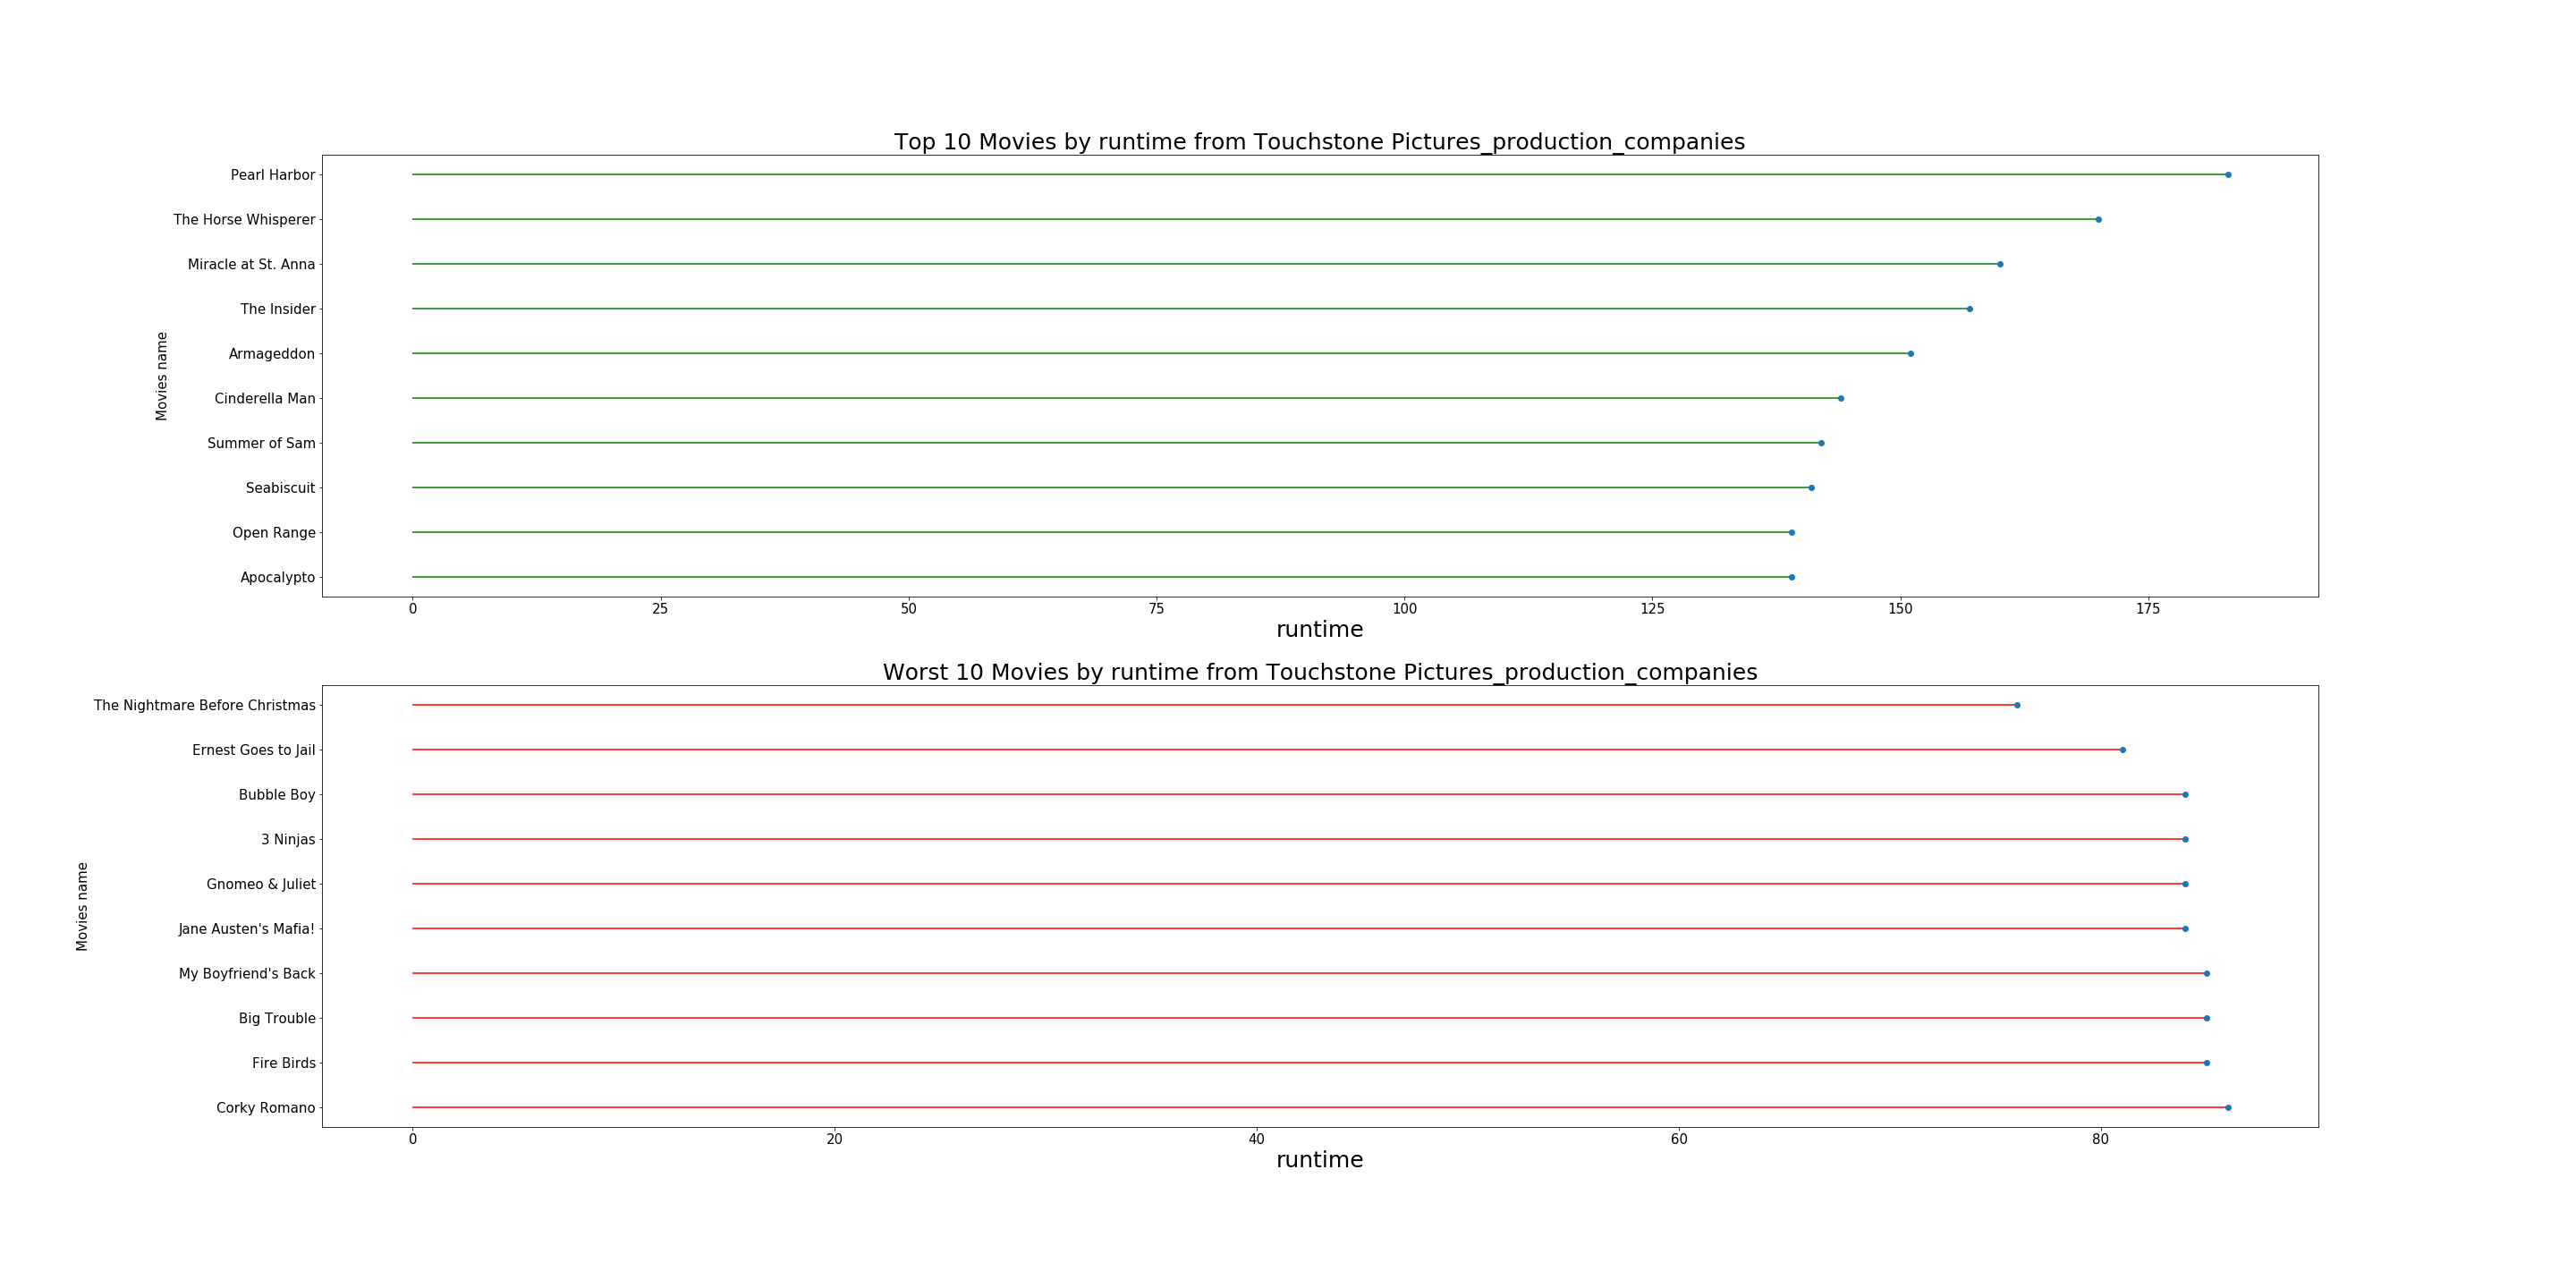 Top 10 Movies by runtime from Touchstone Pictures_production_companies
Movies name
Pearl Harbor
The Horse Whisperer
Miracle at St. Anna
The Insider
Armageddon
Cinderella Man
Summer of Sam
Seabiscuit
Open Range
Apocalypto
0 25 50 75 100 125 150 175
runtime
Worst 10 Movies by runtime from Touchstone Pictures_production_companies
Movies name
The Nightmare Before Christmas
Ernest Goes to Jail
Bubble Boy
3 Ninjas
Gnomeo & Juliet
Jane Austen's Mafia!
My Boyfriend's Back
Big Trouble
Fire Birds
Corky Romano
0 20 40 60 80
runtime